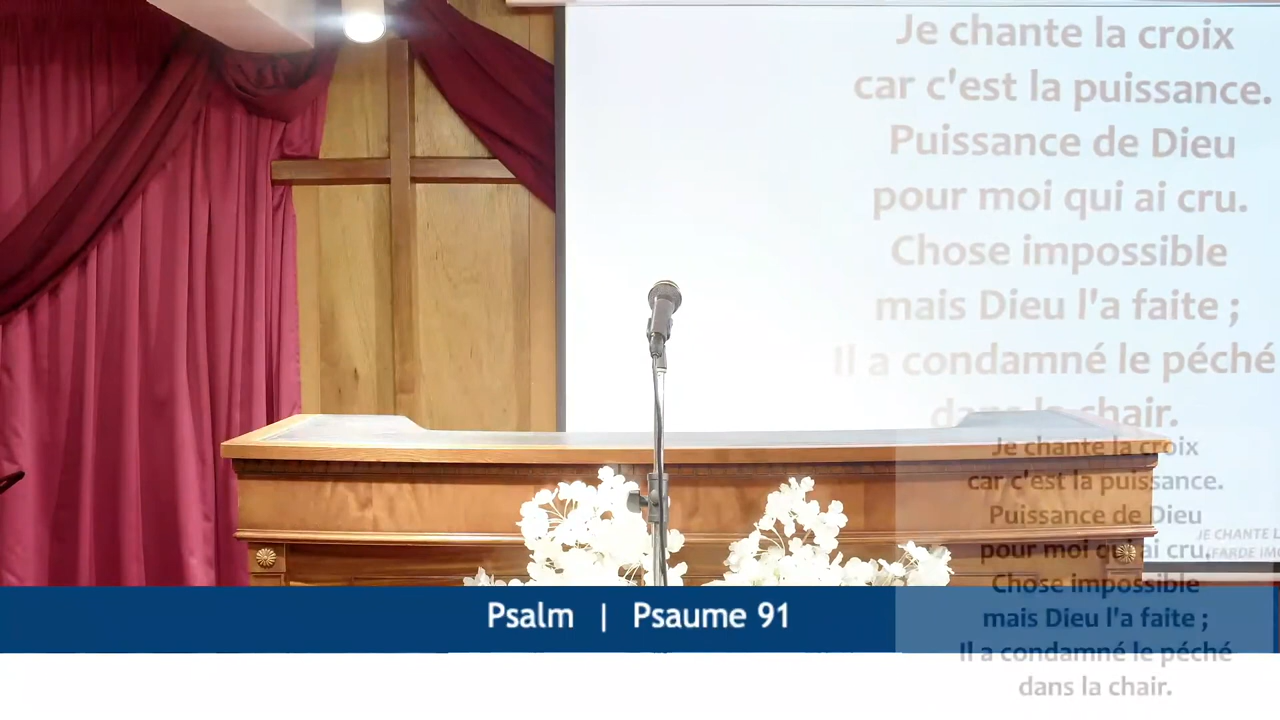 Je chante la croix
car c'est la puissance.
Puissance de Dieu
pour moi qui ai cru.
Chose impossible
mais Dieu l'a faite ;
Il a condamné le péché
dans la chair.
Je chante la croix
car c'est la puissance.
Puissance de Dieu
pour moi qui ai cru.
JE CHANTE L
Chose impossible
mais Dieu l'a faite ;
Il a condamné le péché
dans la chair.
Psalm | Psaume 91